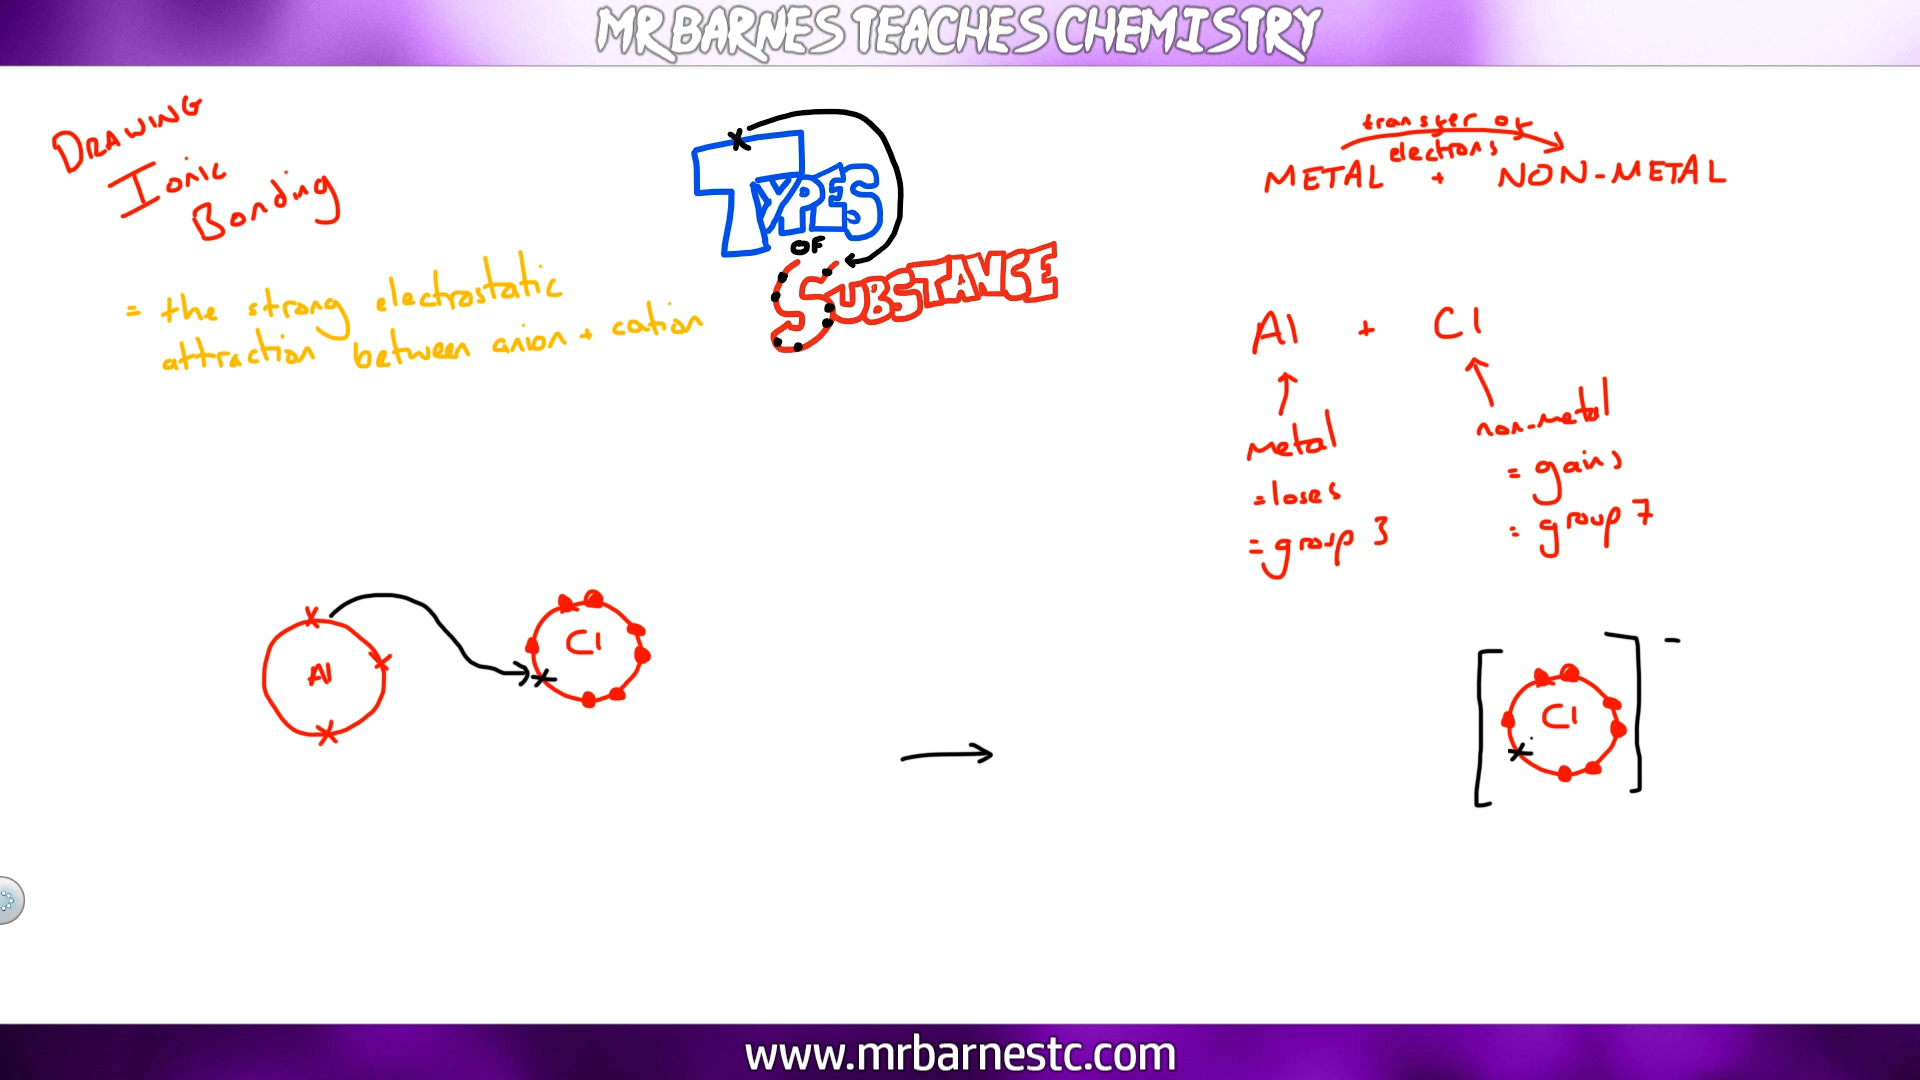 MR BARNES TEACHES CHEMISTRY
DRAWING
Ionic
Bonding
= the strong electrostatic
attraction between anion + cation
TYPES
OF
SUBSTANCE
transfer of
electrons
METAL + NON-METAL
Al + Cl
metal
= loses
= group 3
non-metal
= gains
= group 7
Al
Cl
[Cl]-
www.mrbarnestc.com